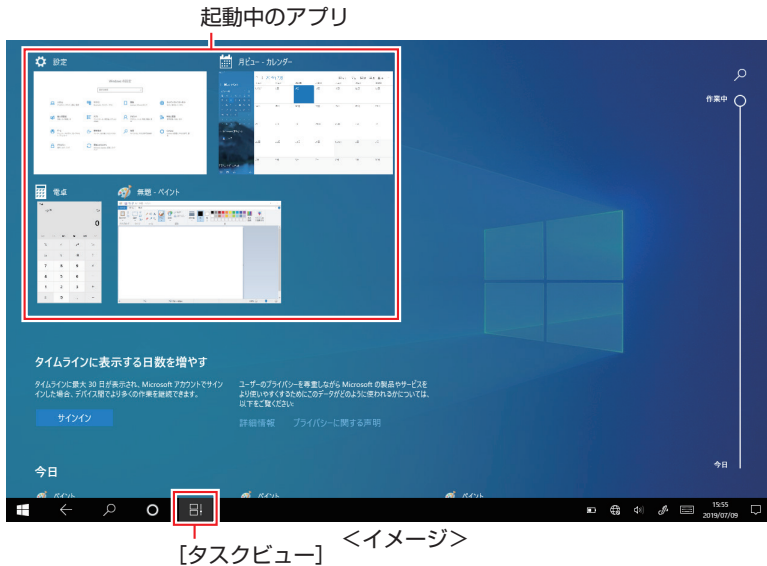 起動中のアプリ
設定
月ビュー - カレンダー
作業中
電卓
無題 - ペイント
0
タイムラインに表示する日数を増やす
タイムラインに最大 30 日が表示され、Microsoft アカウントでサイン
インした場合、デバイス間でより多くの作業を継続できます。
ユーザーのプライバシーを尊重しながら Microsoft の製品やサービスを
より使いやすくするためにこのデータがどのように使われるかについては、
以下をご覧ください:
サインイン
詳細情報
プライバシーに関する声明
今日
今日
ペイント
ペイント
ペイント
15:55
2019/07/09
<イメージ>
[タスクビュー]